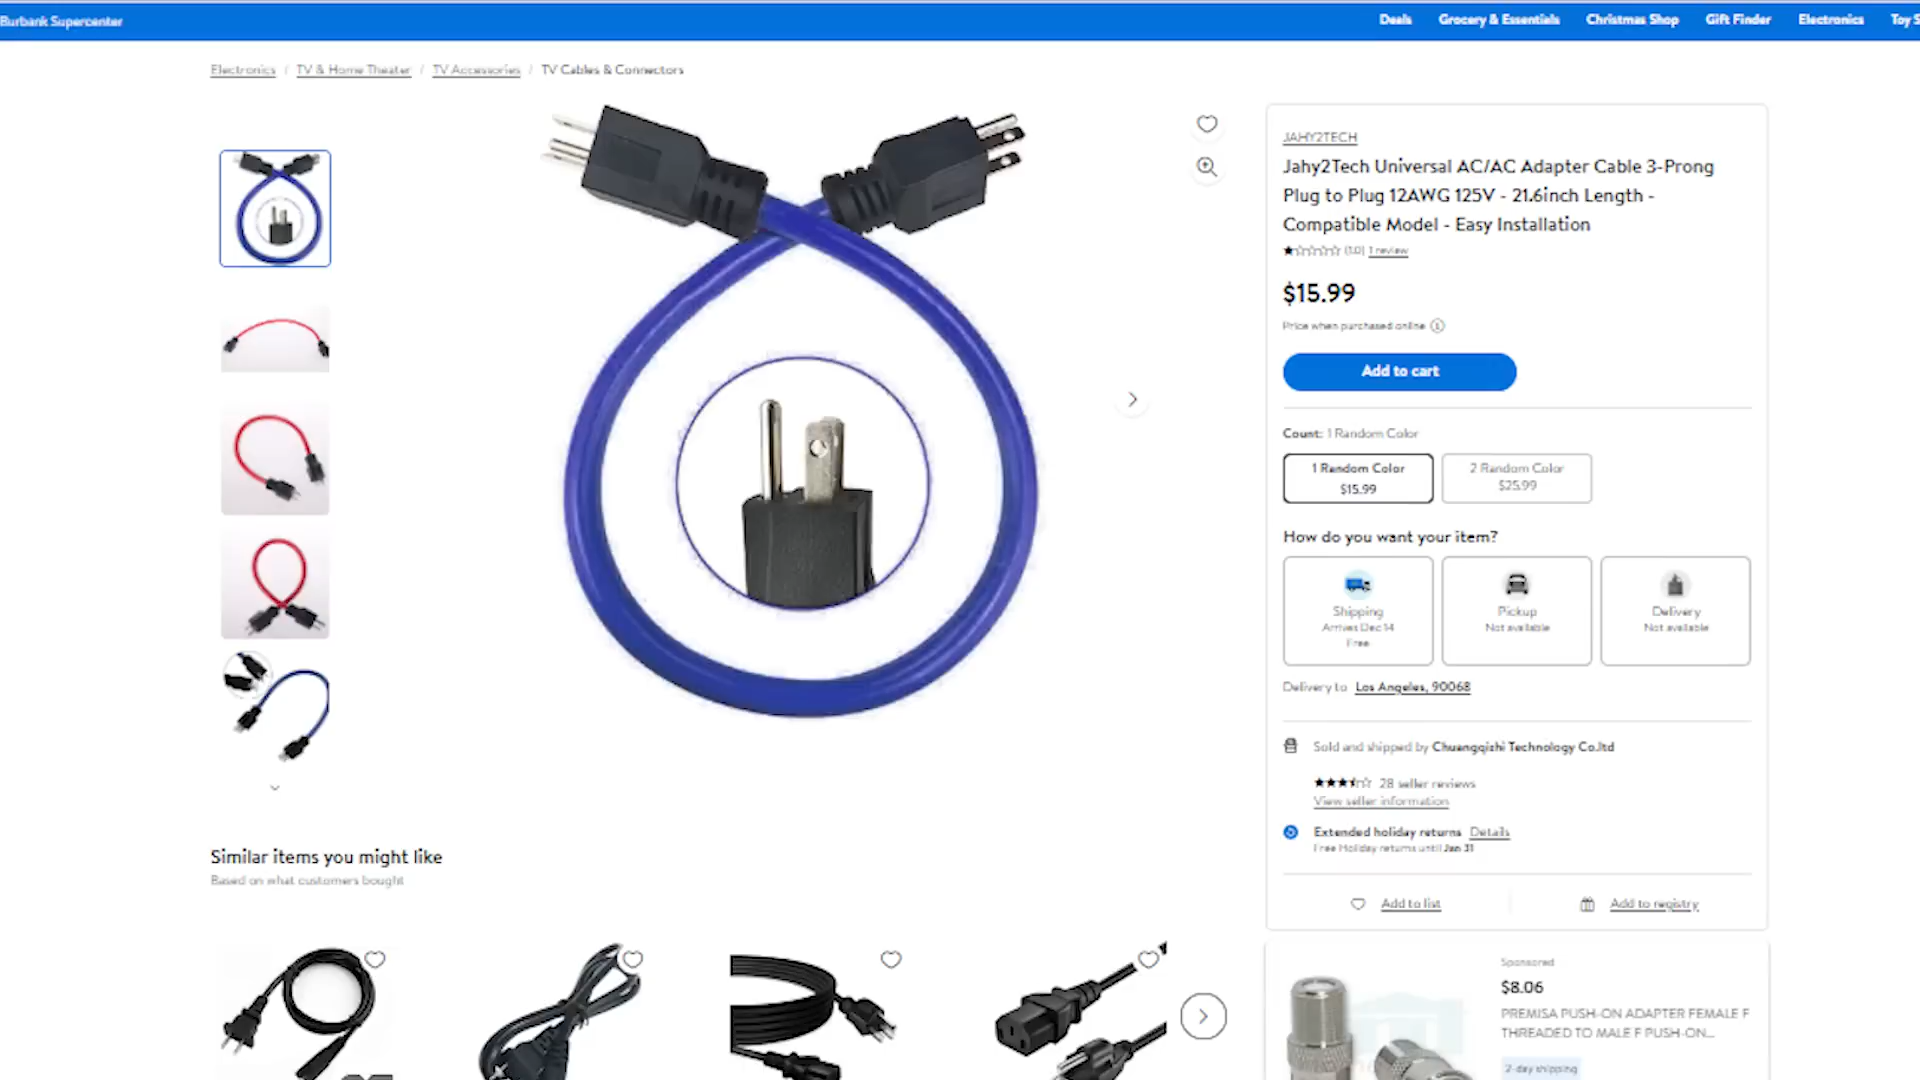 Burbank Supercenter
Deals
Grocery & Essentials
Christmas Shop
Gift Finder
Electronics
Toy S
Electronics / TV & Home Theater / TV Accessories / TV Cables & Connectors
JAHY2TECH
Jahy2Tech Universal AC/AC Adapter Cable 3-Prong
Plug to Plug 12AWG 125V - 21.6inch Length -
Compatible Model - Easy Installation
(1.0) 1 review
$15.99
Price when purchased online
Add to cart
Count: 1 Random Color
1 Random Color
$15.99
2 Random Color
$25.99
How do you want your item?
Shipping
Arrives Dec 14
Free
Pickup
Not available
Delivery
Not available
Delivery to Los Angeles, 90068
Sold and shipped by Chuangqizhi Technology Co.ltd
28 seller reviews
View seller information
Extended holiday returns Details
Free Holiday returns until Jan 31
Add to list
Add to registry
Similar items you might like
Based on what customers bought
Sponsored
$8.06
PREMISA PUSH-ON ADAPTER FEMALE F
THREADED TO MALE F PUSH-ON...
2-day shipping